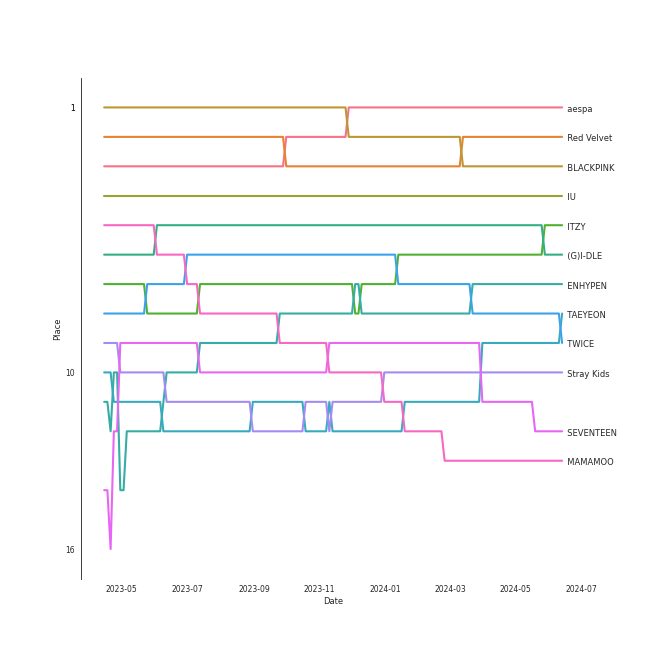 1
10
16
Place
aespa
Red Velvet
BLACKPINK
IU
ITZY
(G)I-DLE
ENHYPEN
TAEYEON
TWICE
Stray Kids
SEVENTEEN
MAMAMOO
2023-05 2023-07 2023-09 2023-11 2024-01 2024-03 2024-05 2024-07
Date